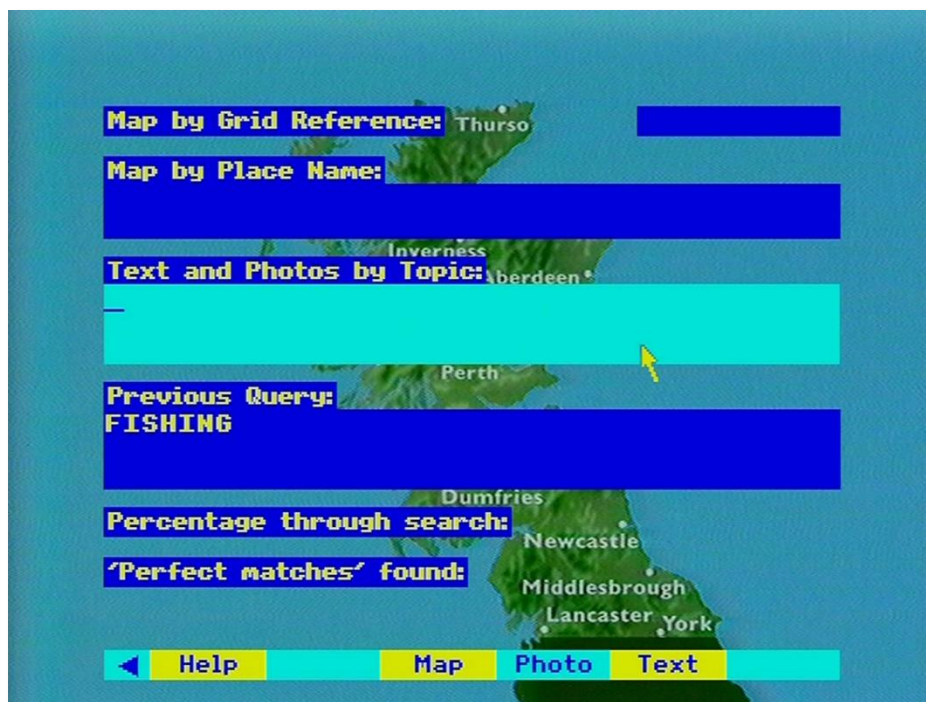 Map by Grid Reference:
Thurso
Map by Place Name:
Inverness
Text and Photos by Topic:
berdeen
Perth
Previous Query:
FISHING
Dumfries
Percentage through search:
Newcastle
'Perfect matches' found:
Middlesbrough
Lancaster
York
Help Map Photo Text